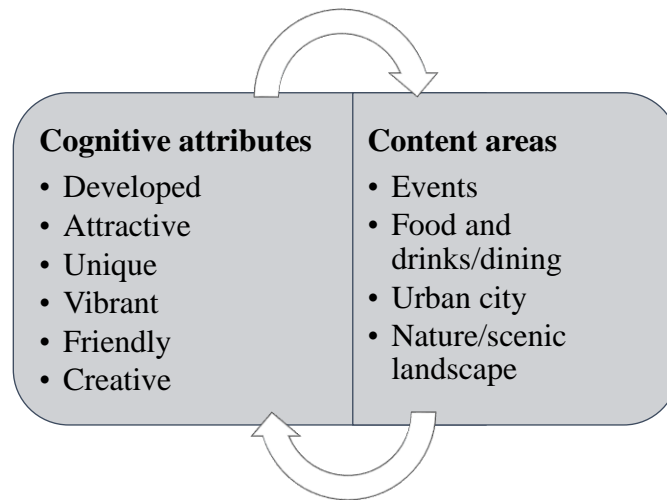 Cognitive attributes
• Developed
• Attractive
• Unique
• Vibrant
• Friendly
• Creative
Content areas
• Events
• Food and
drinks/dining
• Urban city
• Nature/scenic
landscape